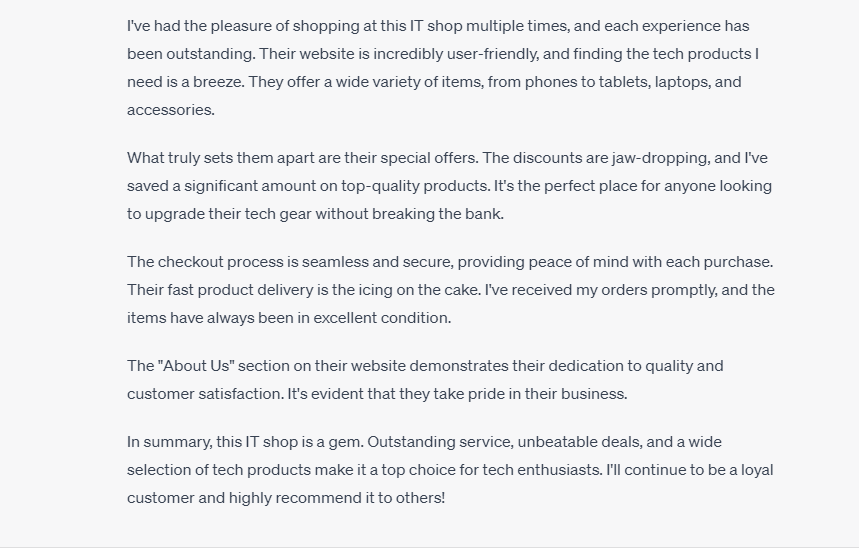 I've had the pleasure of shopping at this IT shop multiple times, and each experience has
been outstanding. Their website is incredibly user-friendly, and finding the tech products I
need is a breeze. They offer a wide variety of items, from phones to tablets, laptops, and
accessories.
What truly sets them apart are their special offers. The discounts are jaw-dropping, and I've
saved a significant amount on top-quality products. It's the perfect place for anyone looking
to upgrade their tech gear without breaking the bank.
The checkout process is seamless and secure, providing peace of mind with each purchase.
Their fast product delivery is the icing on the cake. I've received my orders promptly, and the
items have always been in excellent condition.
The "About Us" section on their website demonstrates their dedication to quality and
customer satisfaction. It's evident that they take pride in their business.
In summary, this IT shop is a gem. Outstanding service, unbeatable deals, and a wide
selection of tech products make it a top choice for tech enthusiasts. I'll continue to be a loyal
customer and highly recommend it to others!